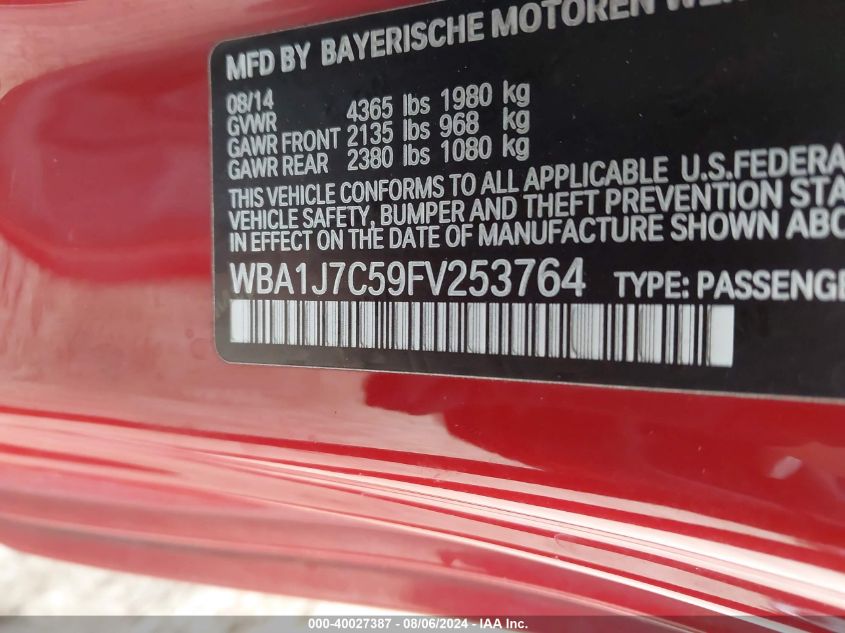 MFD BY BAYERISCHE MOTOREN
08/14
GVWR 4365 lbs 1980 kg
GAWR FRONT 2135 lbs 968 kg
GAWR REAR 2380 lbs 1080 kg
THIS VEHICLE CONFORMS TO ALL APPLICABLE U.S.FEDERA
VEHICLE SAFETY, BUMPER AND THEFT PREVENTION STA
IN EFFECT ON THE DATE OF MANUFACTURE SHOWN ABO
WBA1J7C59FV253764 TYPE: PASSENGE
000-40027387 - 08/06/2024 - IAA Inc.